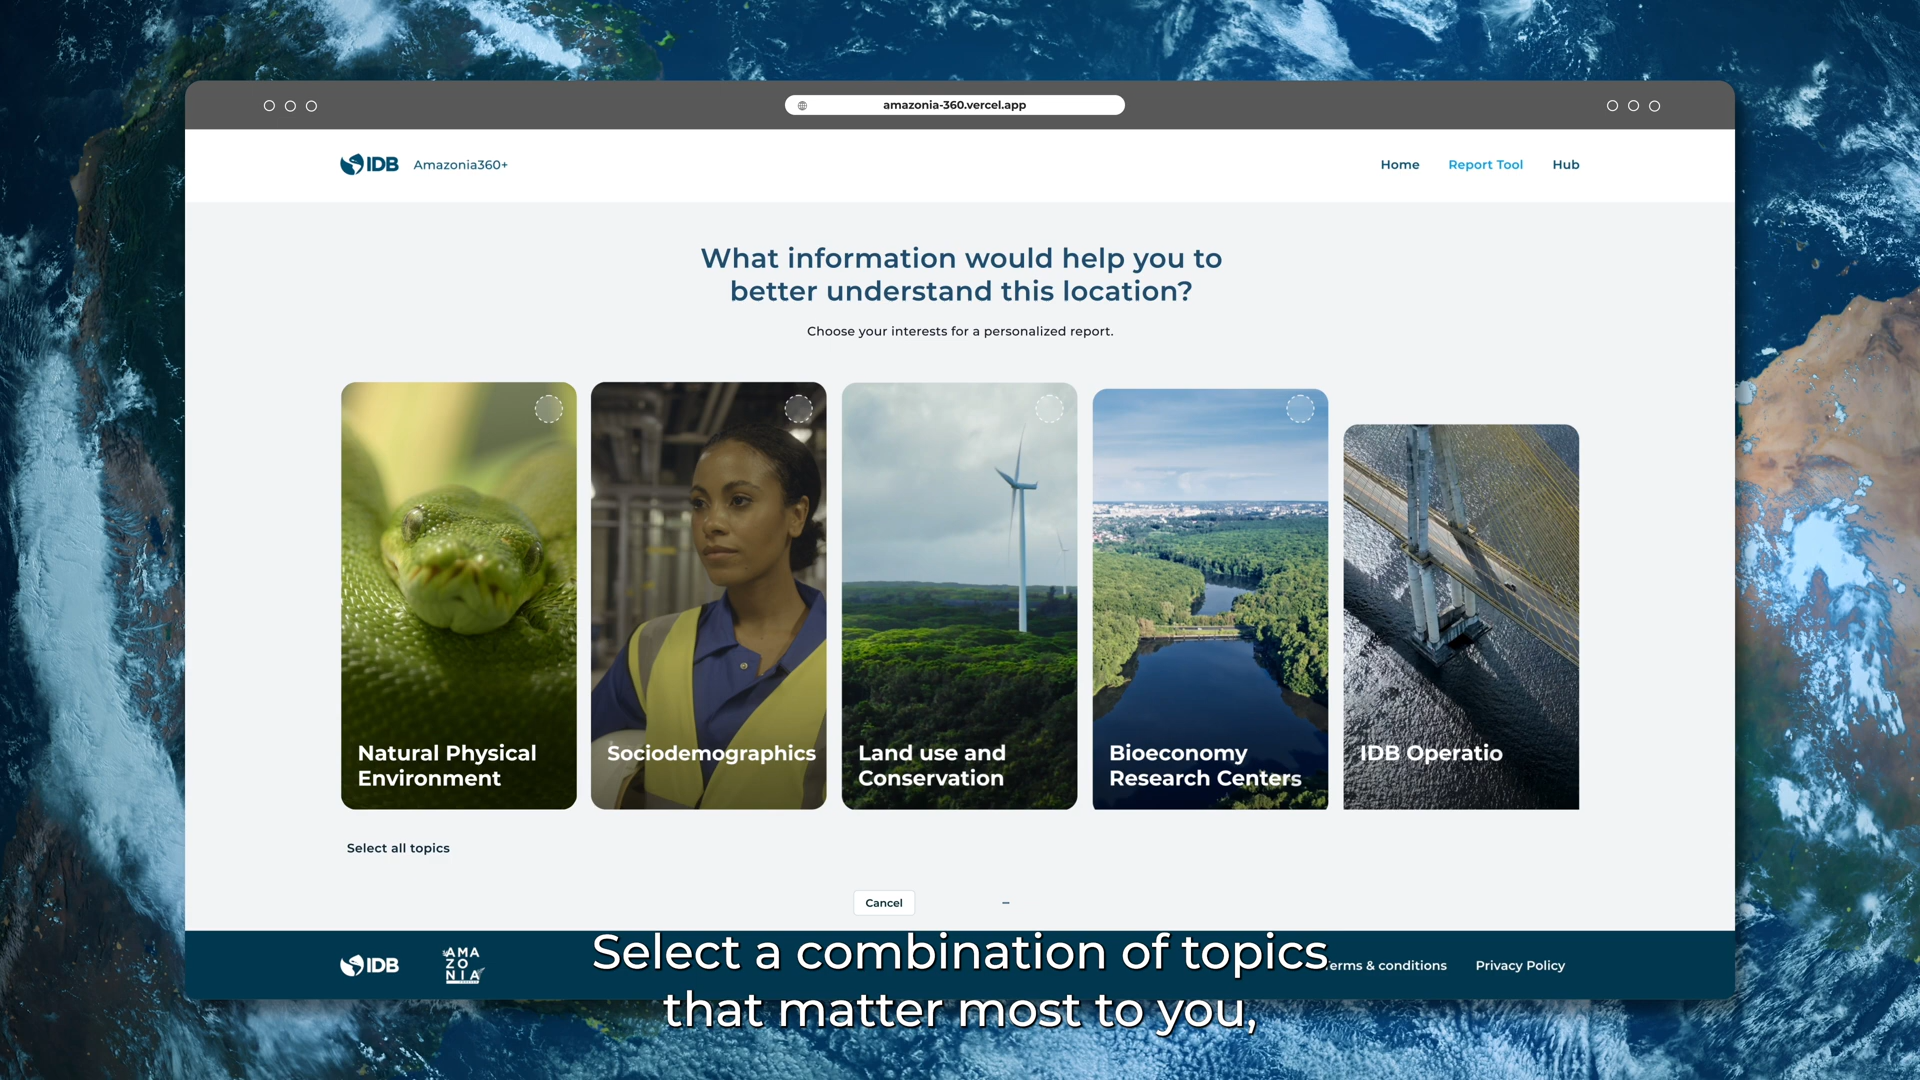 amazonia-360.vercel.app
IDB Amazonia360+
Home Report Tool Hub
What information would help you to
better understand this location?
Choose your interests for a personalized report.
Natural Physical
Environment
Sociodemographics
Land use and
Conservation
Bioeconomy
Research Centers
IDB Operatio
Select all topics
Cancel
IDB
AMA
ZO
NIA
erms & conditions
Privacy Policy
Select a combination of topics
that matter most to you,